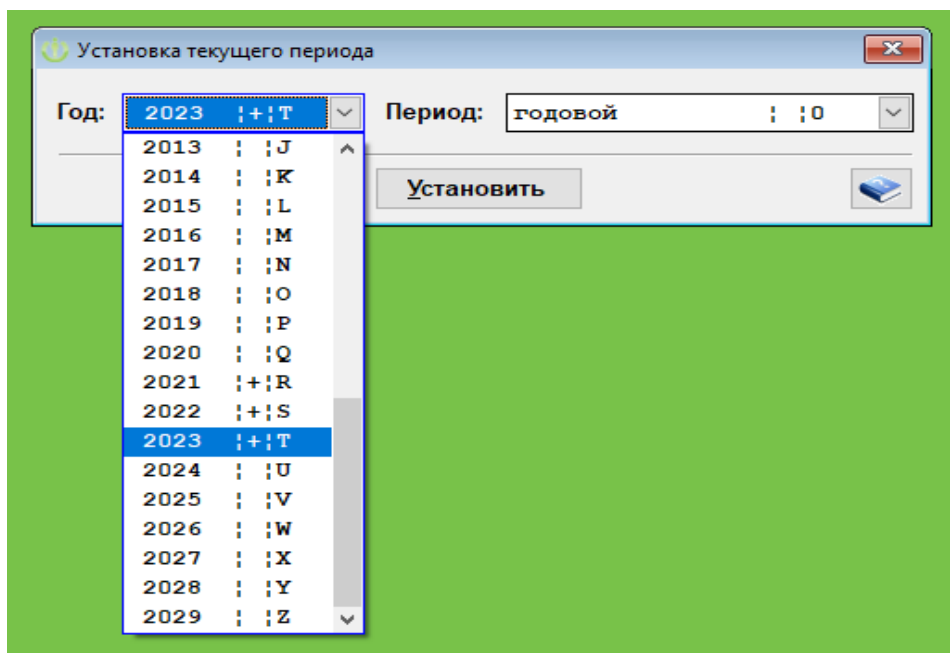 Установка текущего периода
Год: 2023 ¦+¦T Период: годовой ¦ ¦0
2013 ¦ ¦J
2014 ¦ ¦K
Установить
2015 ¦ ¦L
2016 ¦ ¦M
2017 ¦ ¦N
2018 ¦ ¦O
2019 ¦ ¦P
2020 ¦ ¦Q
2021 ¦+¦R
2022 ¦+¦S
2023 ¦+¦T
2024 ¦ ¦U
2025 ¦ ¦V
2026 ¦ ¦W
2027 ¦ ¦X
2028 ¦ ¦Y
2029 ¦ ¦Z